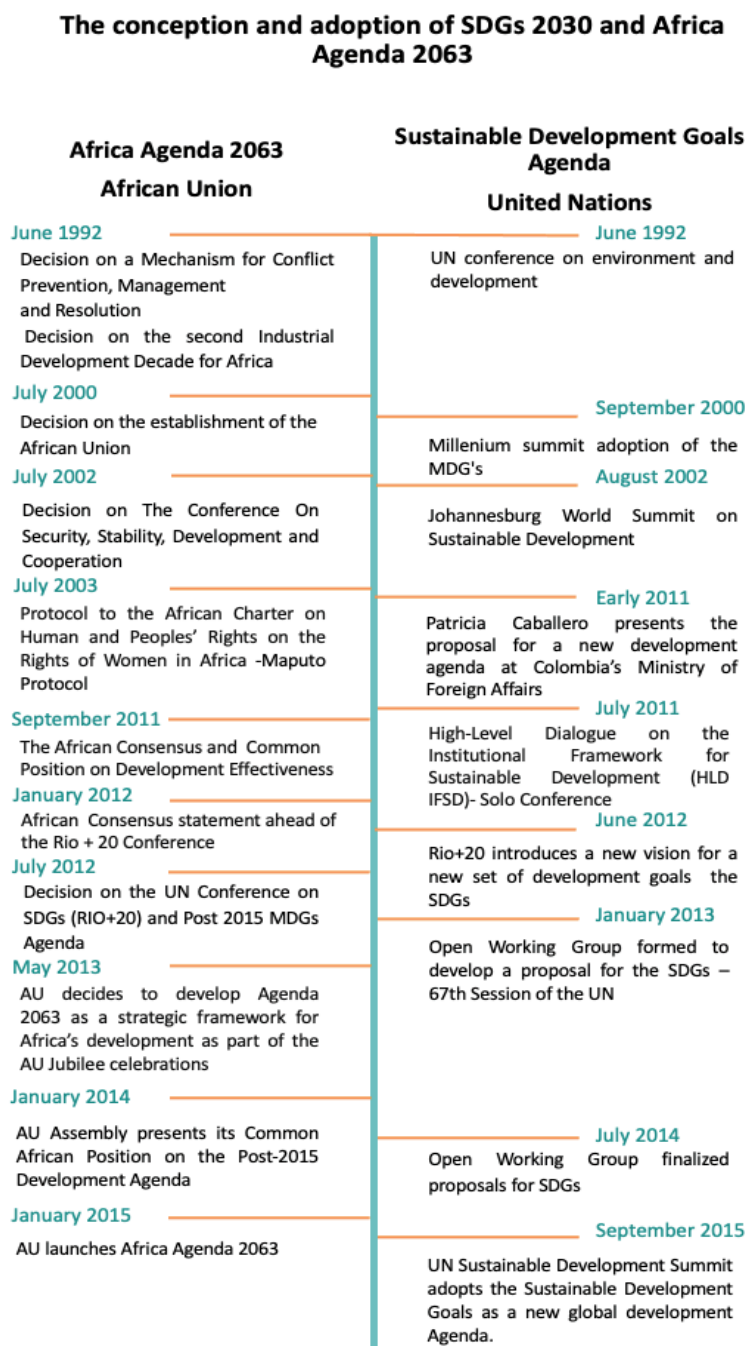 The conception and adoption of SDGs 2030 and Africa
Agenda 2063
Africa Agenda 2063
African Union
June 1992
Decision on a Mechanism for Conflict
Prevention, Management
and Resolution
Decision on the second Industrial
Development Decade for Africa
July 2000
Decision on the establishment of the
African Union
July 2002
Decision on The Conference On
Security, Stability, Development and
Cooperation
July 2003
Protocol to the African Charter on
Human and Peoples’ Rights on the
Rights of Women in Africa -Maputo
Protocol
September 2011
The African Consensus and Common
Position on Development Effectiveness
January 2012
African Consensus statement ahead of
the Rio + 20 Conference
July 2012
Decision on the UN Conference on
SDGs (RIO+20) and Post 2015 MDGs
Agenda
May 2013
AU decides to develop Agenda
2063 as a strategic framework for
Africa’s development as part of the
AU Jubilee celebrations
January 2014
AU Assembly presents its Common
African Position on the Post-2015
Development Agenda
January 2015
AU launches Africa Agenda 2063
Sustainable Development Goals
Agenda
United Nations
June 1992
UN conference on environment and
development
September 2000
Millenium summit adoption of the
MDG's
August 2002
Johannesburg World Summit on
Sustainable Development
Early 2011
Patricia Caballero presents the
proposal for a new development
agenda at Colombia’s Ministry of
Foreign Affairs
July 2011
High-Level Dialogue on the
Institutional Framework for
Sustainable Development (HLD
IFSD)- Solo Conference
June 2012
Rio+20 introduces a new vision for a
new set of development goals the
SDGs
January 2013
Open Working Group formed to
develop a proposal for the SDGs –
67th Session of the UN
July 2014
Open Working Group finalized
proposals for SDGs
September 2015
UN Sustainable Development Summit
adopts the Sustainable Development
Goals as a new global development
Agenda.